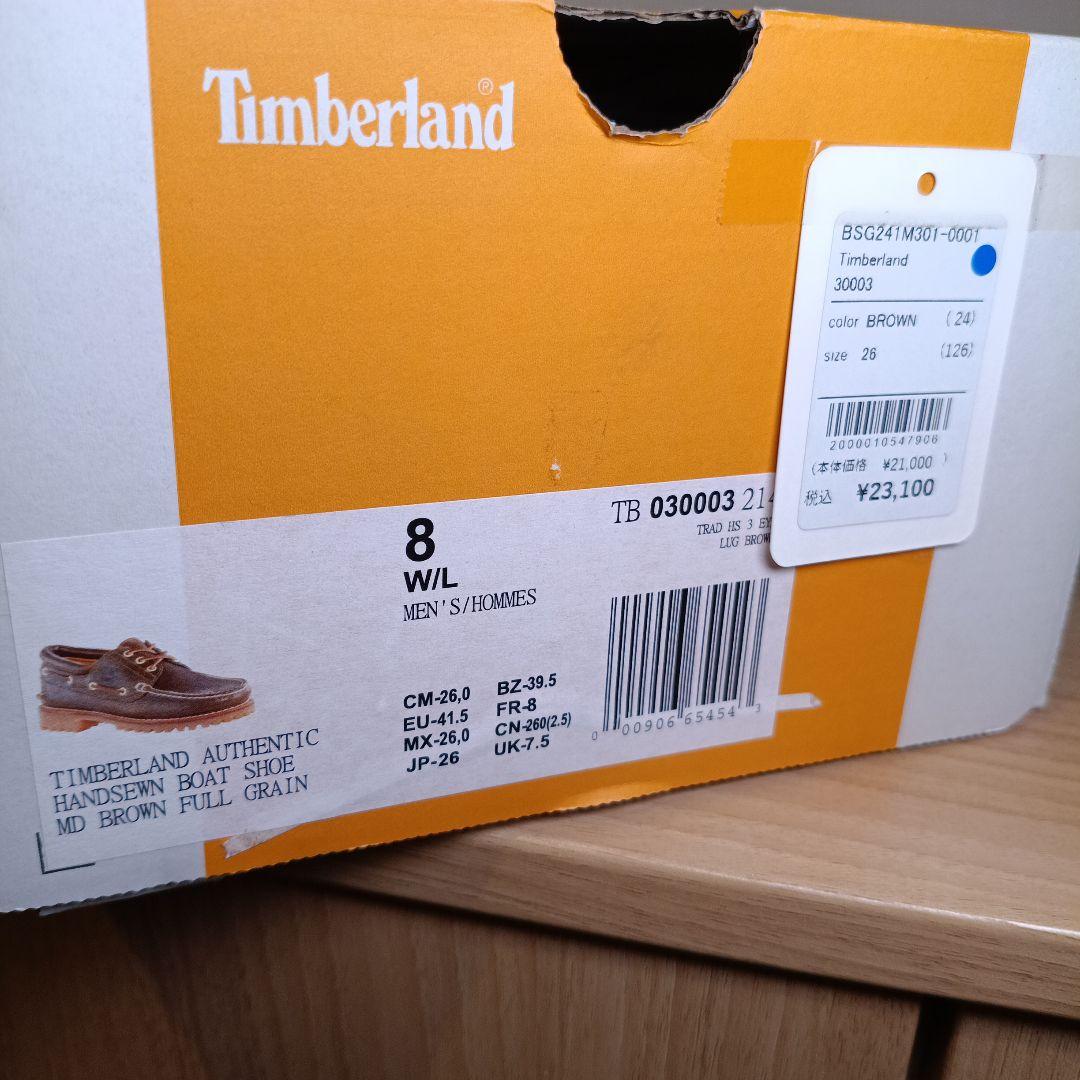 Timberland®
BSG241M301-0001
Timberland
30003
color BROWN (24)
size 26 (126)
2000010547906
(本体価格 ¥21,000 )
税込 ¥23,100
8
W/L
MEN'S/HOMMES
TB 030003 214
TRAD HS 3 EY
LUG BROW
CM-26,0 BZ-39.5
EU-41.5 FR-8
MX-26,0 CN-260(2.5)
JP-26 UK-7.5
0 00906 65454 3
TIMBERLAND AUTHENTIC
HANDSEWN BOAT SHOE
MD BROWN FULL GRAIN